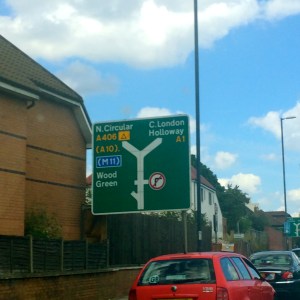 N. Circular
A406
(A10)
(M11)
Wood
Green
C. London
Holloway
A1